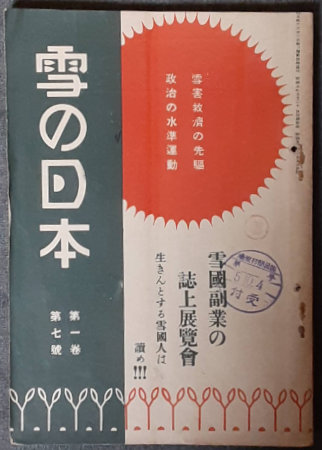 雪の日本
第一卷
第七號
雪害救済の先驅
政治の水準運動
雪國副業の
誌上展覽會
生きんとする雪國人は
讀め!!!